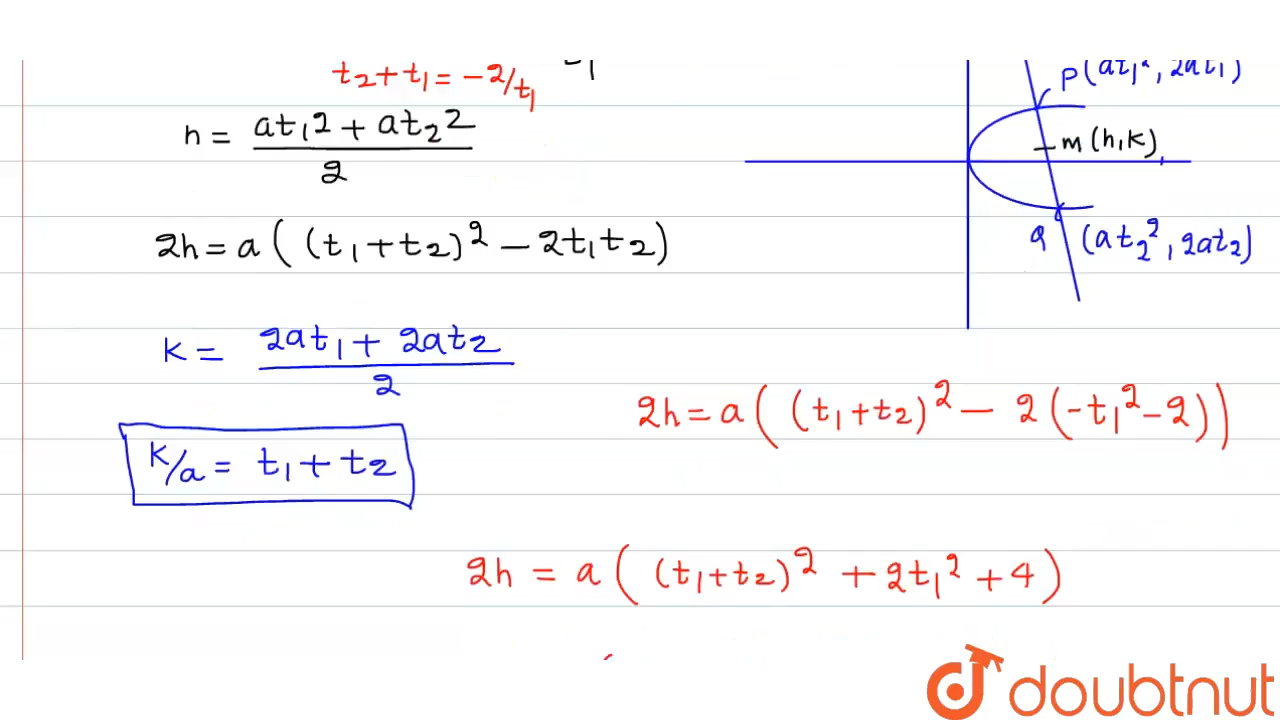 t₂ + t₁ = -2/t₁
h = (at₁2 + at₂2)/2
2h = a((t₁+t₂)² - 2t₁t₂)
k = (2at₁ + 2at₂)/2
k/a = t₁ + t₂
P(at₁², 2at₁)
m(h,k),
Q (at₂², 2at₂)
2h = a((t₁+t₂)² - 2(-t₁² - 2))
2h = a((t₁+t₂)² + 2t₁² + 4)
doubtnut